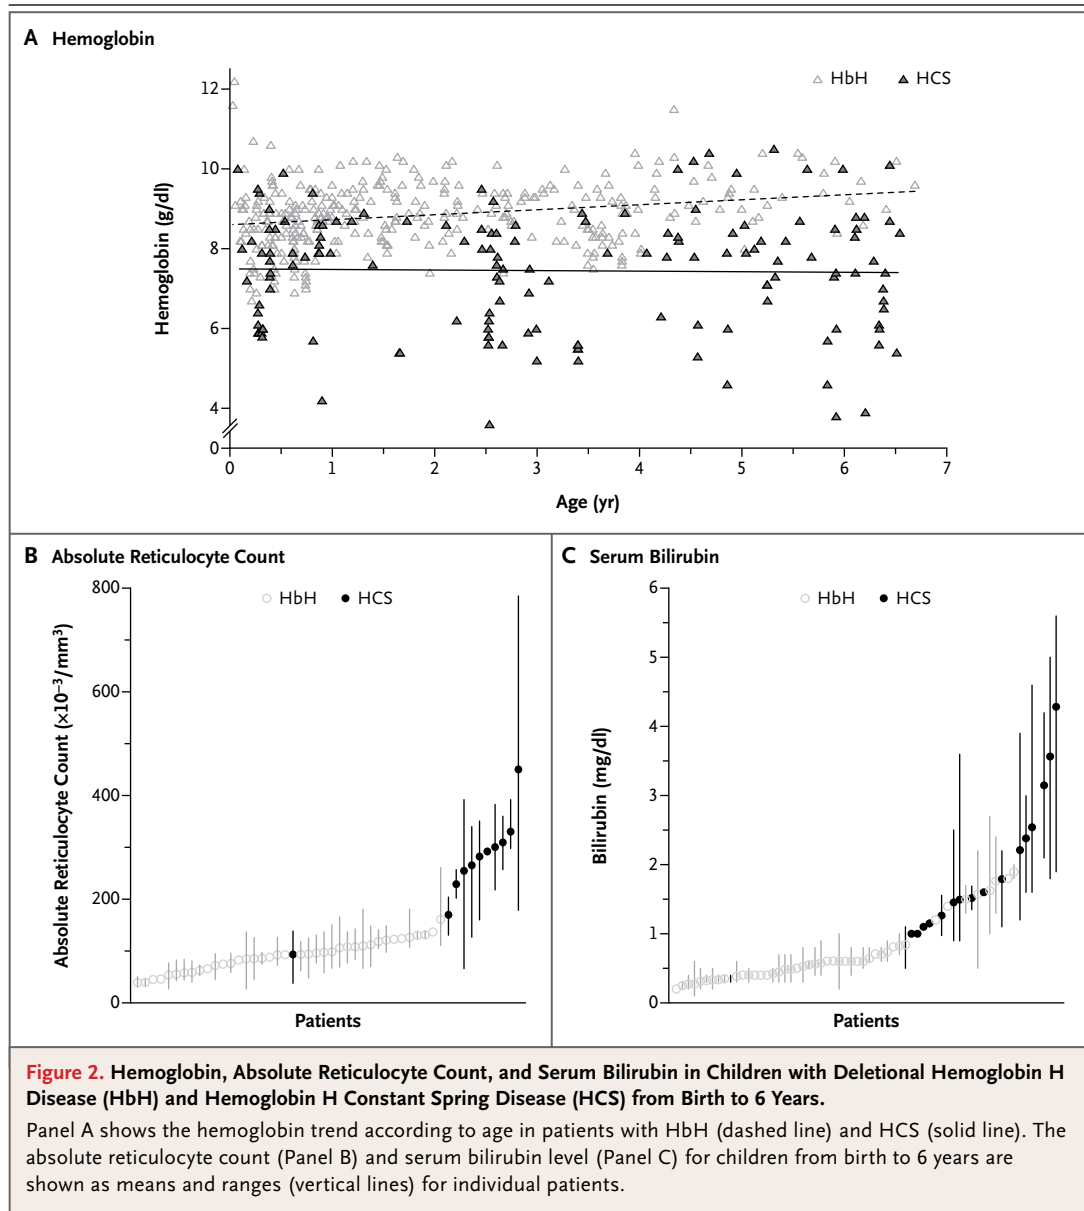 A Hemoglobin
HbH HCS
Hemoglobin (g/dl)
12
10
8
6
4
0
0 1 2 3 4 5 6 7
Age (yr)
B Absolute Reticulocyte Count
HbH HCS
Absolute Reticulocyte Count (×10⁻³/mm³)
800
600
400
200
0
Patients
C Serum Bilirubin
HbH HCS
Bilirubin (mg/dl)
6
5
4
3
2
1
0
Patients
Figure 2. Hemoglobin, Absolute Reticulocyte Count, and Serum Bilirubin in Children with Deletional Hemoglobin H
Disease (HbH) and Hemoglobin H Constant Spring Disease (HCS) from Birth to 6 Years.
Panel A shows the hemoglobin trend according to age in patients with HbH (dashed line) and HCS (solid line). The
absolute reticulocyte count (Panel B) and serum bilirubin level (Panel C) for children from birth to 6 years are
shown as means and ranges (vertical lines) for individual patients.